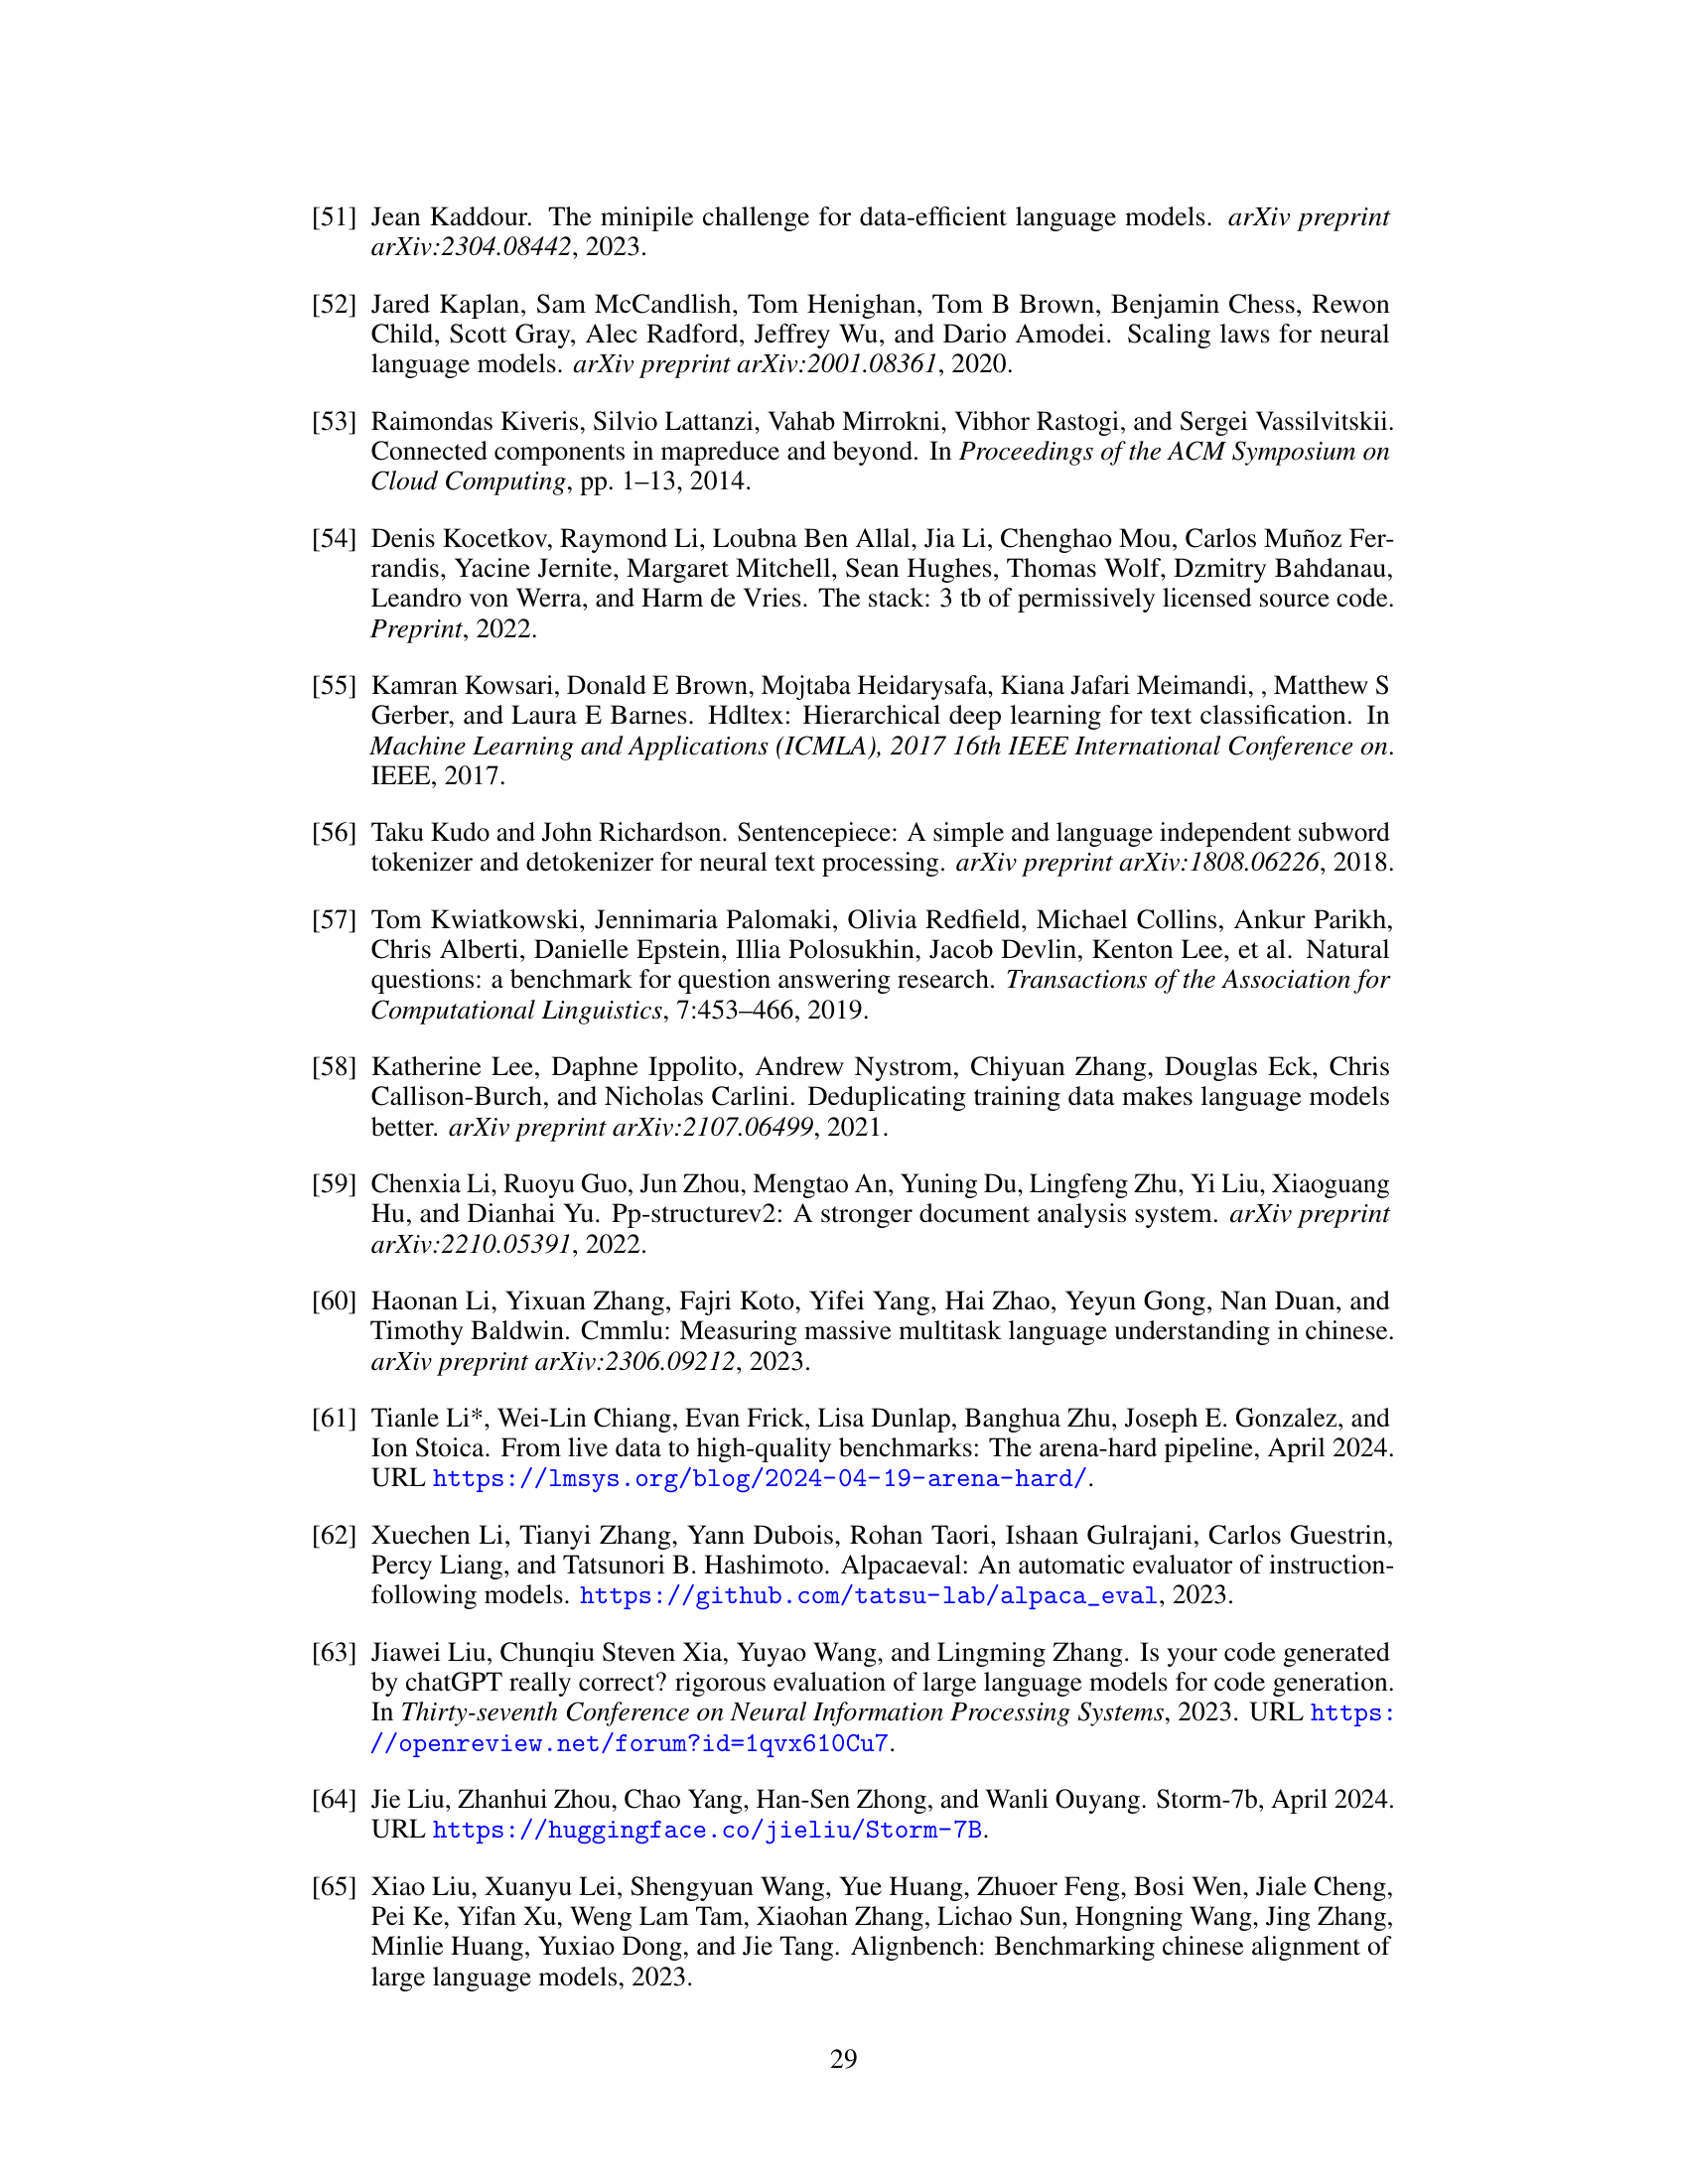 [51] Jean Kaddour. The minipile challenge for data-efficient language models. arXiv preprint
arXiv:2304.08442, 2023.
[52] Jared Kaplan, Sam McCandlish, Tom Henighan, Tom B Brown, Benjamin Chess, Rewon
Child, Scott Gray, Alec Radford, Jeffrey Wu, and Dario Amodei. Scaling laws for neural
language models. arXiv preprint arXiv:2001.08361, 2020.
[53] Raimondas Kiveris, Silvio Lattanzi, Vahab Mirrokni, Vibhor Rastogi, and Sergei Vassilvitskii.
Connected components in mapreduce and beyond. In Proceedings of the ACM Symposium on
Cloud Computing, pp. 1–13, 2014.
[54] Denis Kocetkov, Raymond Li, Loubna Ben Allal, Jia Li, Chenghao Mou, Carlos Muñoz Fer-
randis, Yacine Jernite, Margaret Mitchell, Sean Hughes, Thomas Wolf, Dzmitry Bahdanau,
Leandro von Werra, and Harm de Vries. The stack: 3 tb of permissively licensed source code.
Preprint, 2022.
[55] Kamran Kowsari, Donald E Brown, Mojtaba Heidarysafa, Kiana Jafari Meimandi, , Matthew S
Gerber, and Laura E Barnes. Hdltex: Hierarchical deep learning for text classification. In
Machine Learning and Applications (ICMLA), 2017 16th IEEE International Conference on.
IEEE, 2017.
[56] Taku Kudo and John Richardson. Sentencepiece: A simple and language independent subword
tokenizer and detokenizer for neural text processing. arXiv preprint arXiv:1808.06226, 2018.
[57] Tom Kwiatkowski, Jennimaria Palomaki, Olivia Redfield, Michael Collins, Ankur Parikh,
Chris Alberti, Danielle Epstein, Illia Polosukhin, Jacob Devlin, Kenton Lee, et al. Natural
questions: a benchmark for question answering research. Transactions of the Association for
Computational Linguistics, 7:453–466, 2019.
[58] Katherine Lee, Daphne Ippolito, Andrew Nystrom, Chiyuan Zhang, Douglas Eck, Chris
Callison-Burch, and Nicholas Carlini. Deduplicating training data makes language models
better. arXiv preprint arXiv:2107.06499, 2021.
[59] Chenxia Li, Ruoyu Guo, Jun Zhou, Mengtao An, Yuning Du, Lingfeng Zhu, Yi Liu, Xiaoguang
Hu, and Dianhai Yu. Pp-structurev2: A stronger document analysis system. arXiv preprint
arXiv:2210.05391, 2022.
[60] Haonan Li, Yixuan Zhang, Fajri Koto, Yifei Yang, Hai Zhao, Yeyun Gong, Nan Duan, and
Timothy Baldwin. Cmmlu: Measuring massive multitask language understanding in chinese.
arXiv preprint arXiv:2306.09212, 2023.
[61] Tianle Li*, Wei-Lin Chiang, Evan Frick, Lisa Dunlap, Banghua Zhu, Joseph E. Gonzalez, and
Ion Stoica. From live data to high-quality benchmarks: The arena-hard pipeline, April 2024.
URL https://lmsys.org/blog/2024-04-19-arena-hard/.
[62] Xuechen Li, Tianyi Zhang, Yann Dubois, Rohan Taori, Ishaan Gulrajani, Carlos Guestrin,
Percy Liang, and Tatsunori B. Hashimoto. Alpacaeval: An automatic evaluator of instruction-
following models. https://github.com/tatsu-lab/alpaca_eval, 2023.
[63] Jiawei Liu, Chunqiu Steven Xia, Yuyao Wang, and Lingming Zhang. Is your code generated
by chatGPT really correct? rigorous evaluation of large language models for code generation.
In Thirty-seventh Conference on Neural Information Processing Systems, 2023. URL https:
//openreview.net/forum?id=1qvx610Cu7.
[64] Jie Liu, Zhanhui Zhou, Chao Yang, Han-Sen Zhong, and Wanli Ouyang. Storm-7b, April 2024.
URL https://huggingface.co/jieliu/Storm-7B.
[65] Xiao Liu, Xuanyu Lei, Shengyuan Wang, Yue Huang, Zhuoer Feng, Bosi Wen, Jiale Cheng,
Pei Ke, Yifan Xu, Weng Lam Tam, Xiaohan Zhang, Lichao Sun, Hongning Wang, Jing Zhang,
Minlie Huang, Yuxiao Dong, and Jie Tang. Alignbench: Benchmarking chinese alignment of
large language models, 2023.
29